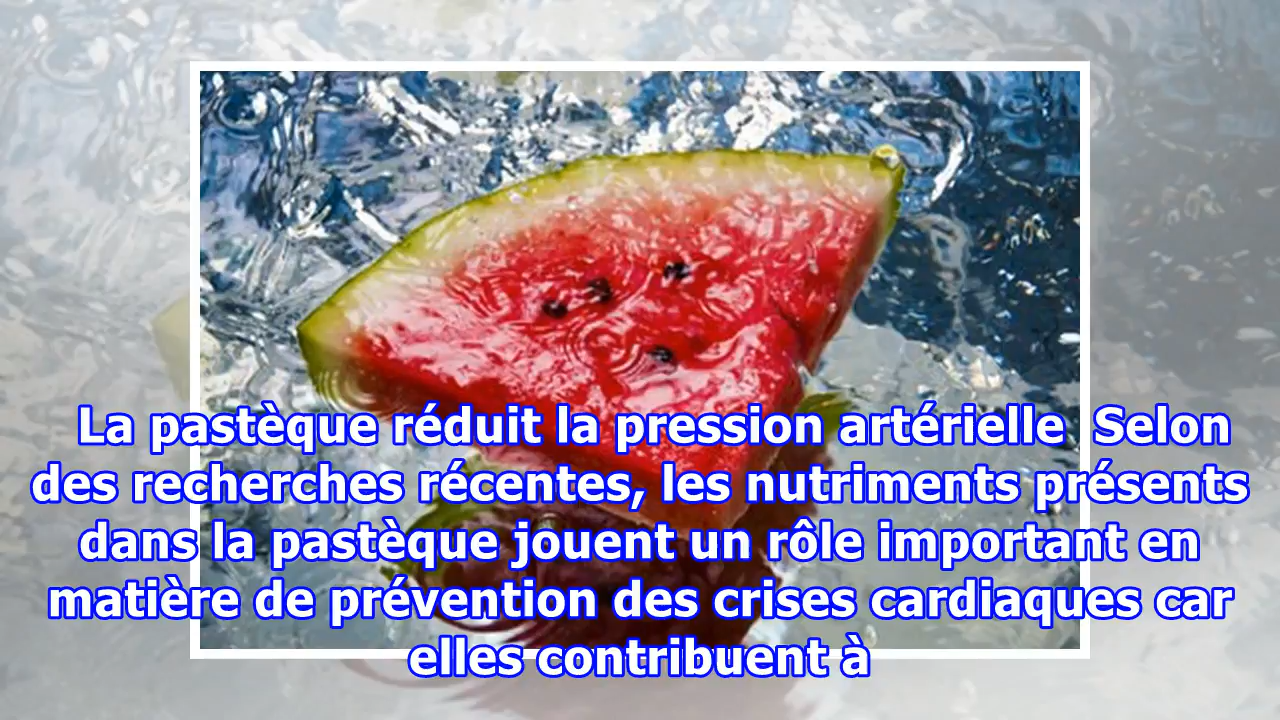 La pastèque réduit la pression artérielle  Selon
des recherches récentes, les nutriments présents
dans la pastèque jouent un rôle important en
matière de prévention des crises cardiaques car
elles contribuent à